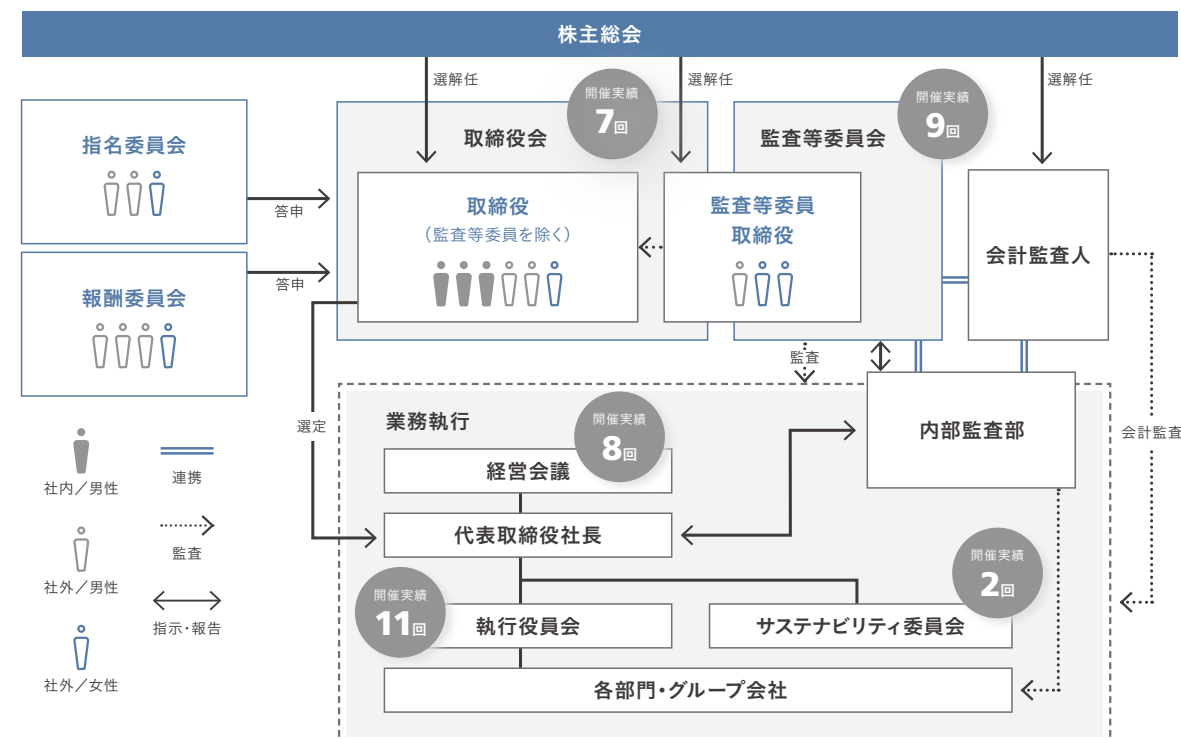 株主総会
選解任
選解任
選解任
指名委員会
答申
報酬委員会
答申
取締役会
開催実績
7回
取締役
（監査等委員を除く）
監査等委員会
開催実績
9回
監査等委員
取締役
会計監査人
監査
選定
業務執行
開催実績
8回
経営会議
内部監査部
会計監査
代表取締役社長
開催実績
11回
執行役員会
開催実績
2回
サステナビリティ委員会
各部門・グループ会社
社内／男性
連携
社外／男性
監査
社外／女性
指示・報告